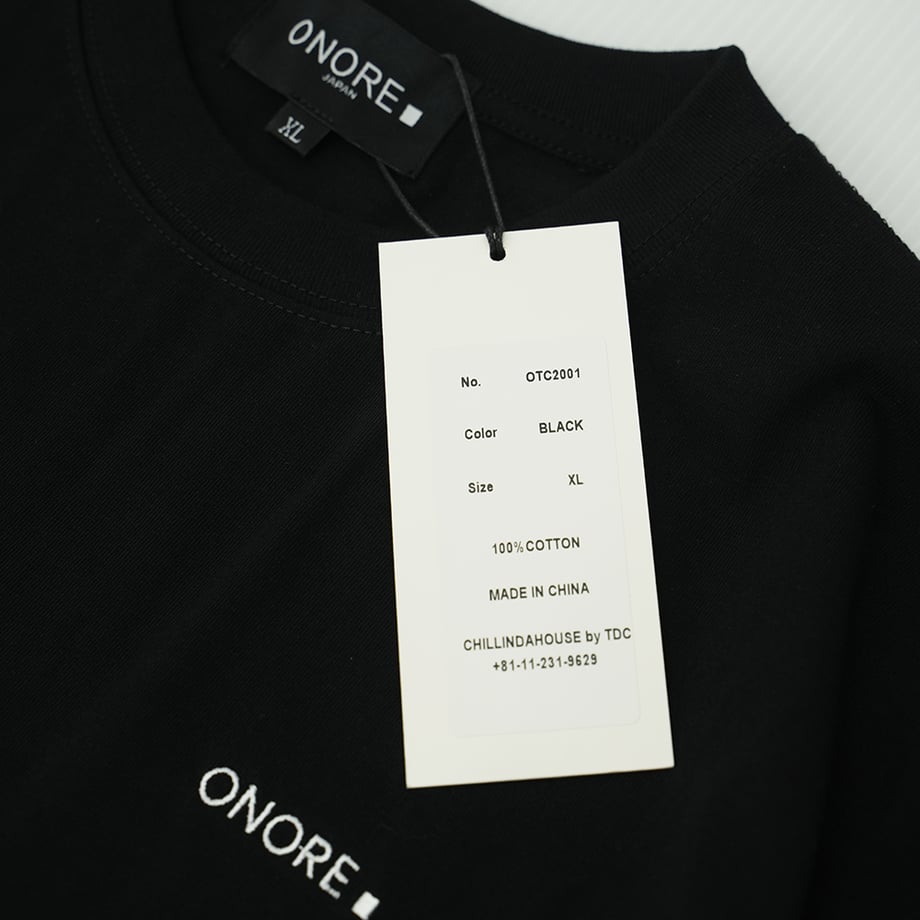 ONORE
JAPAN
XL
No. OTC2001
Color BLACK
Size XL
100% COTTON
MADE IN CHINA
CHILLINDAHOUSE by TDC
+81-11-231-9629
ONORE